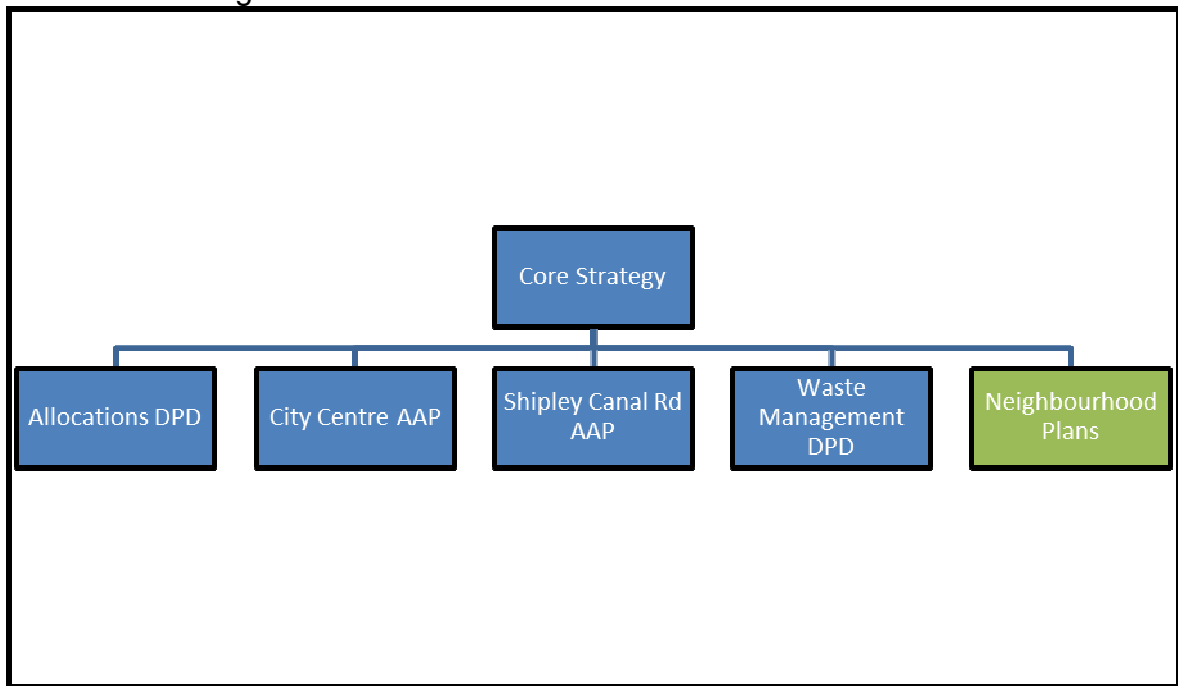 Core Strategy
Allocations DPD
City Centre AAP
Shipley Canal Rd
AAP
Waste
Management
DPD
Neighbourhood
Plans